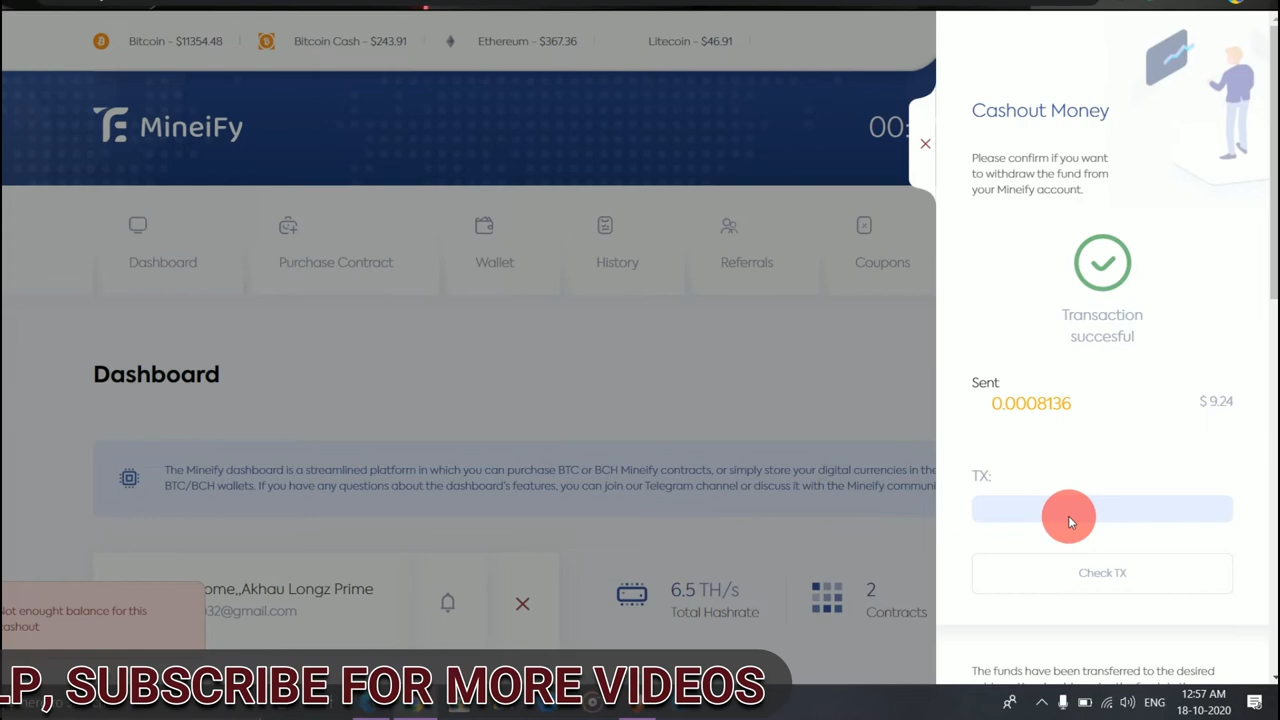 Bitcoin - $11354.48
Bitcoin Cash - $243.91
Ethereum - $367.36
Litecoin - $46.91
MineiFy
00:
Dashboard
Purchase Contract
Wallet
History
Referrals
Coupons
Dashboard
The Mineify dashboard is a streamlined platform in which you can purchase BTC or BCH Mineify contracts, or simply store your digital currencies in the
BTC/BCH wallets. If you have any questions about the dashboard's features, you can join our Telegram channel or discuss it with the Mineify communi
ome,,Akhau Longz Prime
032@gmail.com
6.5 TH/s
Total Hashrate
2
Contracts
Not enought balance for this
cashout
Cashout Money
Please confirm if you want
to withdraw the fund from
your Mineify account.
Transaction
succesful
Sent
0.0008136
$ 9.24
TX:
Check TX
The funds have been transferred to the desired
LP, SUBSCRIBE FOR MORE VIDEOS
ENG
12:57 AM
18-10-2020